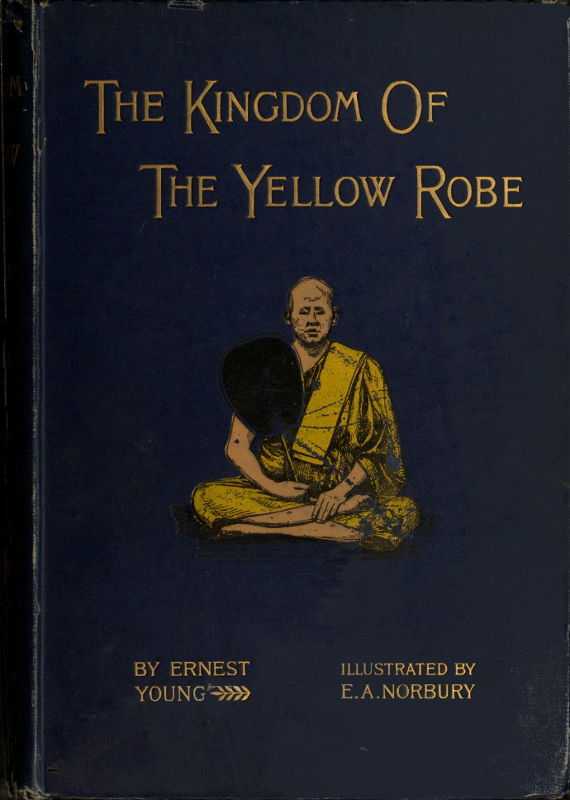 THE KINGDOM OF
THE YELLOW ROBE
BY ERNEST
YOUNG
ILLUSTRATED BY
E.A.NORBURY